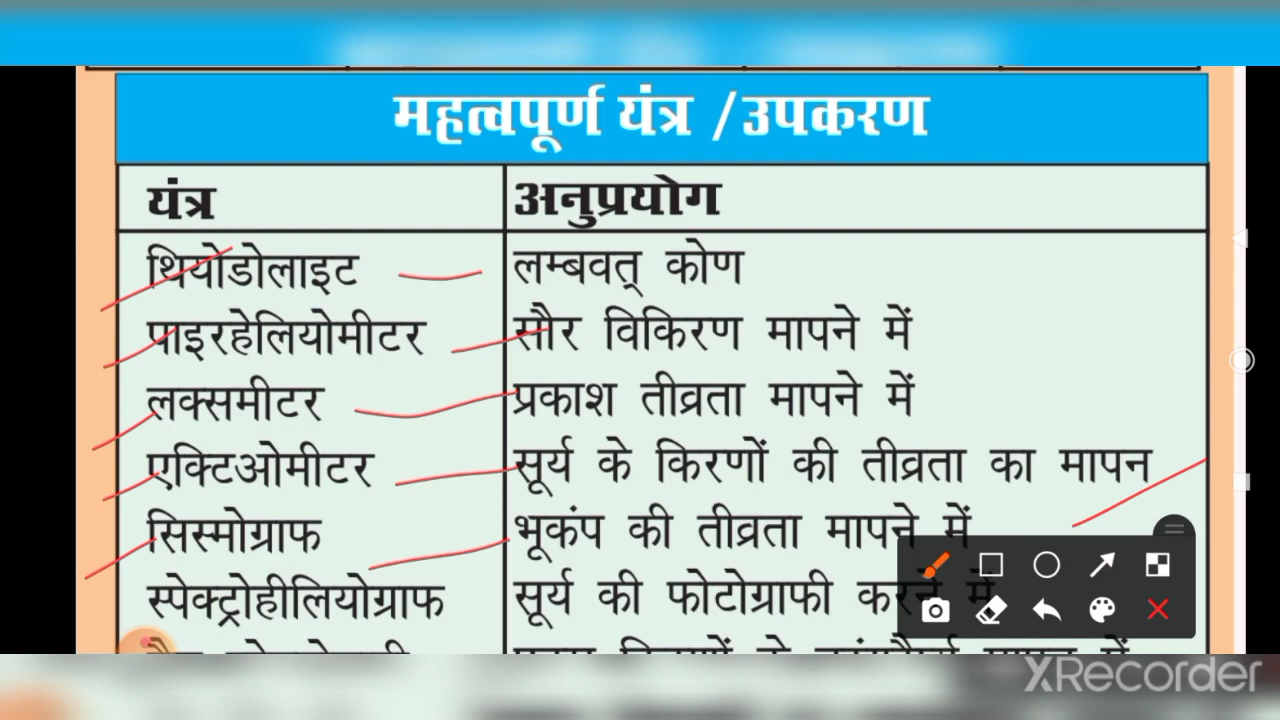 महत्वपूर्ण यंत्र /उपकरण
यंत्र अनुप्रयोग
थियोडोलाइट लम्बवत् कोण
पाइरहेलियोमीटर सौर विकिरण मापने में
लक्समीटर प्रकाश तीव्रता मापने में
एक्टिओमीटर सूर्य के किरणों की तीव्रता का मापन
सिस्मोग्राफ भूकंप की तीव्रता मापने में
स्पेक्ट्रोहीलियोग्राफ सूर्य की फोटोग्राफी करने में
XRecorder